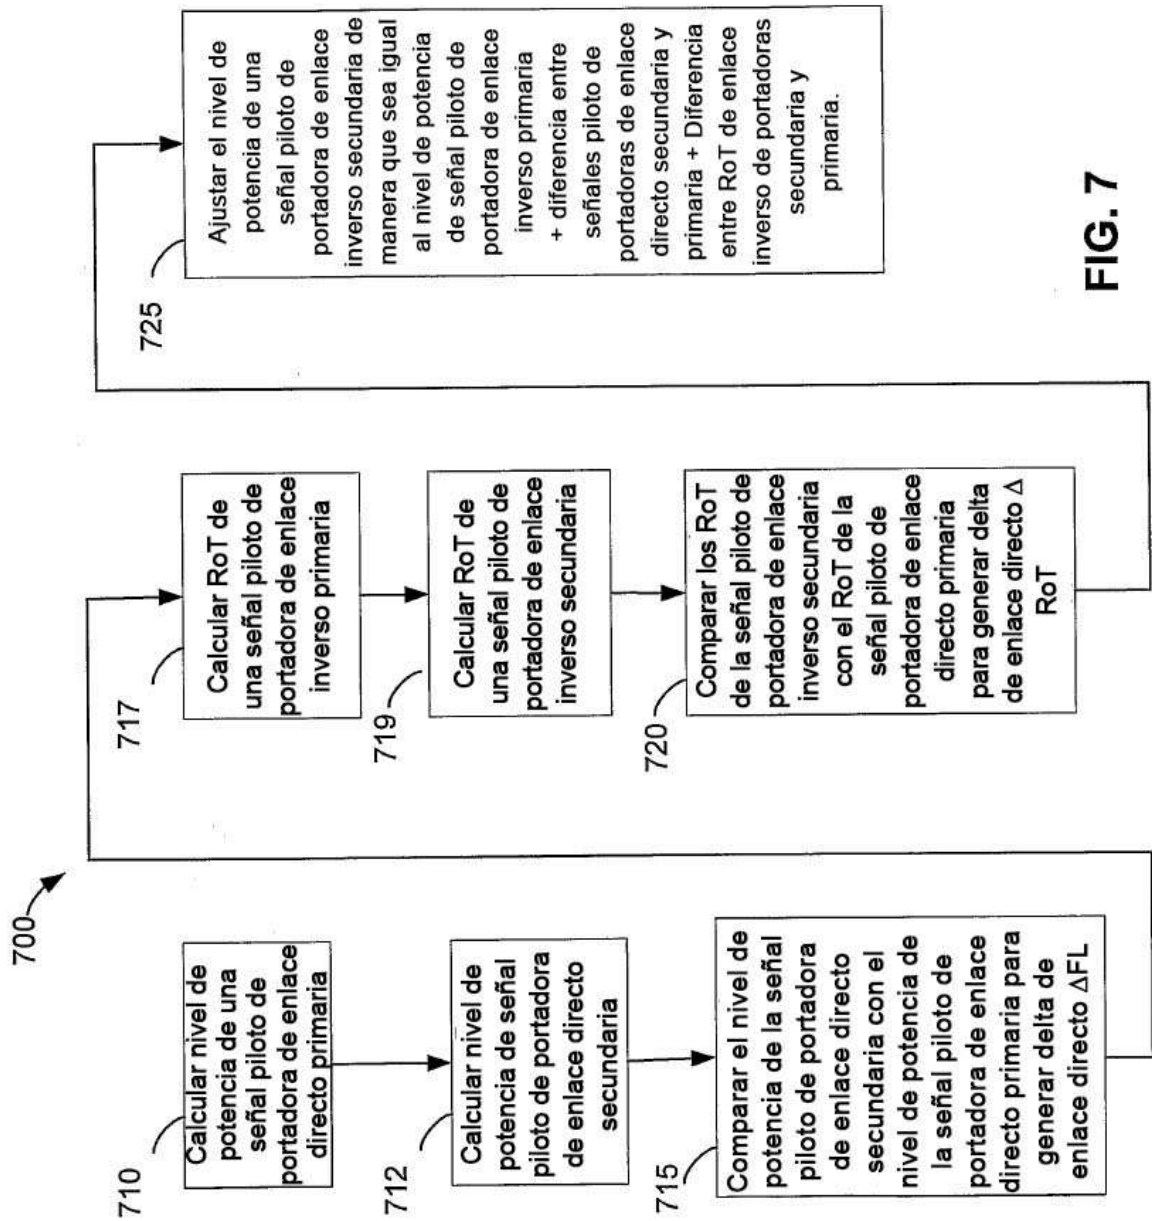 700
710
Calcular nivel de
potencia de una
señal piloto de
portadora de enlace
directo primaria
712
Calcular nivel de
potencia de señal
piloto de portadora
de enlace directo
secundaria
715
Comparar el nivel de
potencia de la señal
piloto de portadora
de enlace directo
secundaria con el
nivel de potencia de
la señal piloto de
portadora de enlace
directo primaria para
generar delta de
enlace directo ΔFL
717
Calcular RoT de
una señal piloto de
portadora de enlace
inverso primaria
719
Calcular RoT de
una señal piloto de
portadora de enlace
inverso secundaria
720
Comparar los RoT
de la señal piloto de
portadora de enlace
inverso secundaria
con el RoT de la
señal piloto de
portadora de enlace
directo primaria
para generar delta
de enlace directo Δ
RoT
725
Ajustar el nivel de
potencia de una
señal piloto de
portadora de enlace
inverso secundaria de
manera que sea igual
al nivel de potencia
de señal piloto de
portadora de enlace
inverso primaria
+ diferencia entre
señales piloto de
portadoras de enlace
directo secundaria y
primaria + Diferencia
entre RoT de enlace
inverso de portadoras
secundaria y
primaria.
FIG. 7